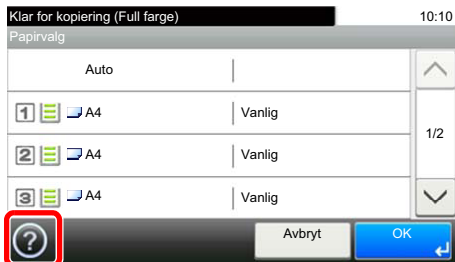 Klar for kopiering (Full farge) 10:10
Papirvalg
Auto
1 A4 Vanlig
2 A4 Vanlig
3 A4 Vanlig
1/2
? Avbryt OK